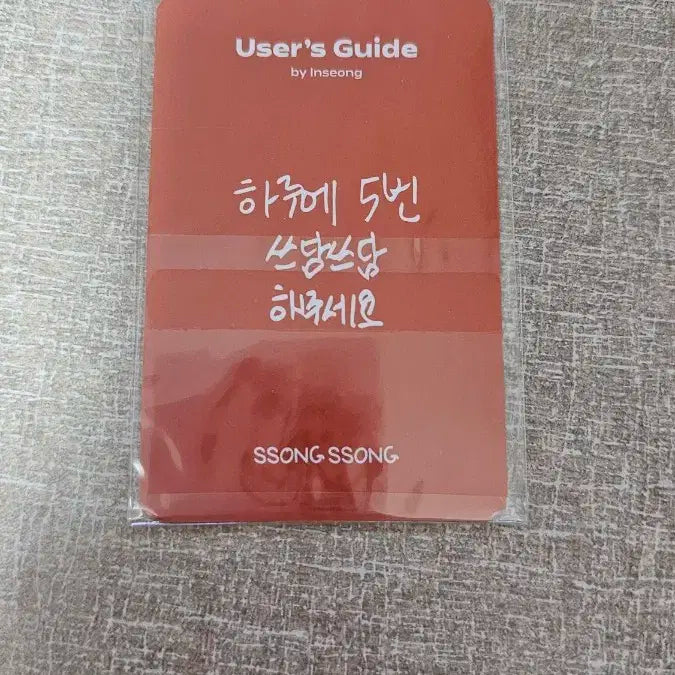 User's Guide
by Inseong
하루에 5번
쓰담쓰담
해주세요
SSONG SSONG